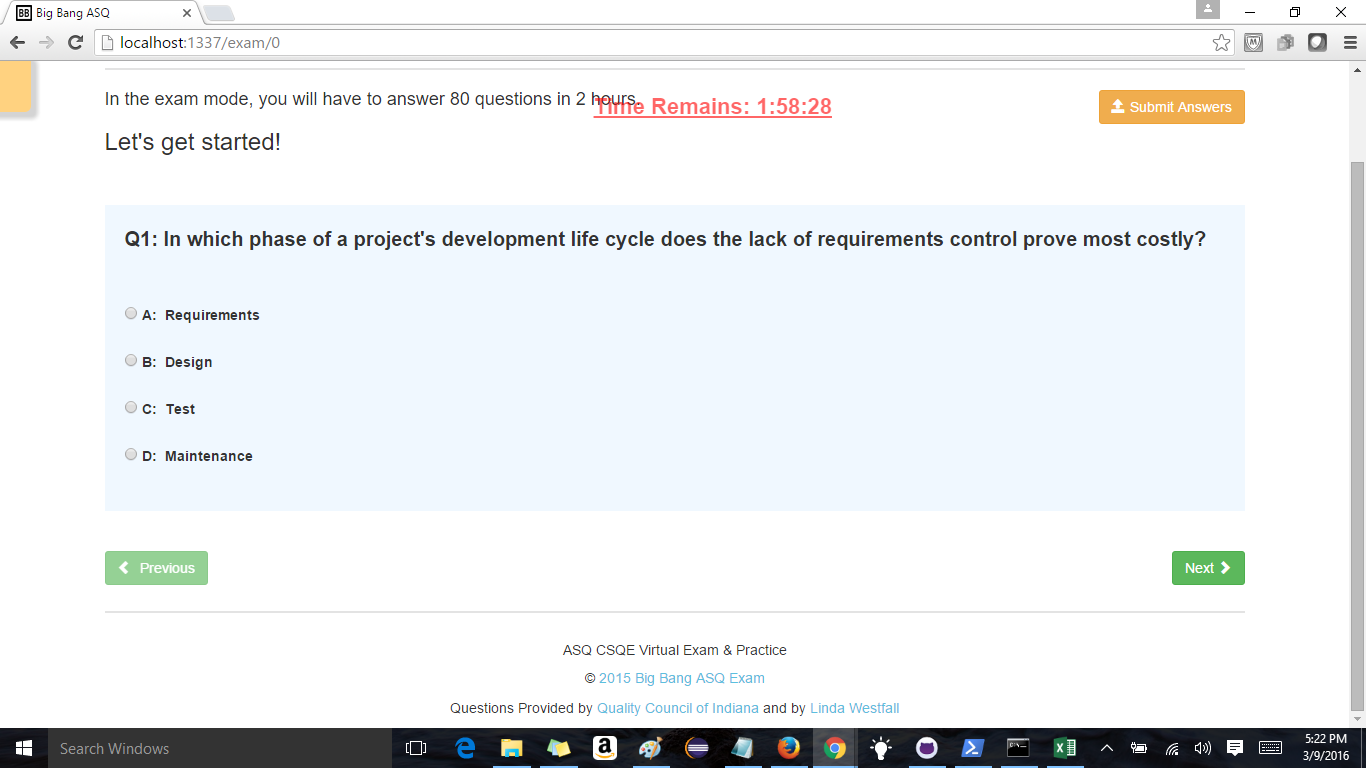 Big Bang ASQ
localhost:1337/exam/0
In the exam mode, you will have to answer 80 questions in 2 hours.
Time Remains: 1:58:28
Submit Answers
Let's get started!
Q1: In which phase of a project's development life cycle does the lack of requirements control prove most costly?
A: Requirements
B: Design
C: Test
D: Maintenance
Previous
Next
ASQ CSQE Virtual Exam & Practice
© 2015 Big Bang ASQ Exam
Questions Provided by Quality Council of Indiana and by Linda Westfall
Search Windows
5:22 PM
3/9/2016